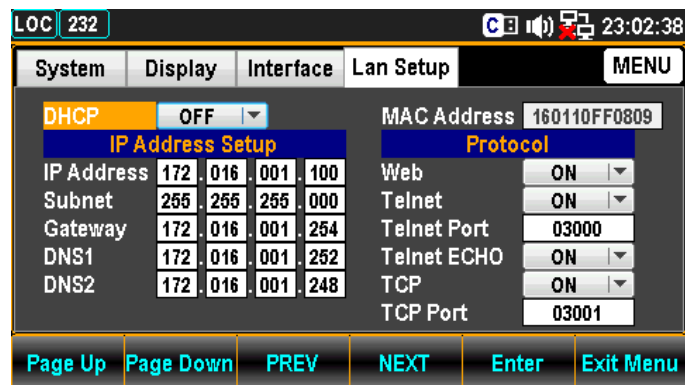 LOC 232 C 23:02:38
System Display Interface Lan Setup MENU
DHCP OFF MAC Address 160110FF0809
IP Address Setup Protocol
IP Address 172 . 016 . 001 . 100 Web ON
Subnet 255 . 255 . 255 . 000 Telnet ON
Gateway 172 . 016 . 001 . 254 Telnet Port 03000
DNS1 172 . 016 . 001 . 252 Telnet ECHO ON
DNS2 172 . 016 . 001 . 248 TCP ON
TCP Port 03001
Page Up Page Down PREV NEXT Enter Exit Menu